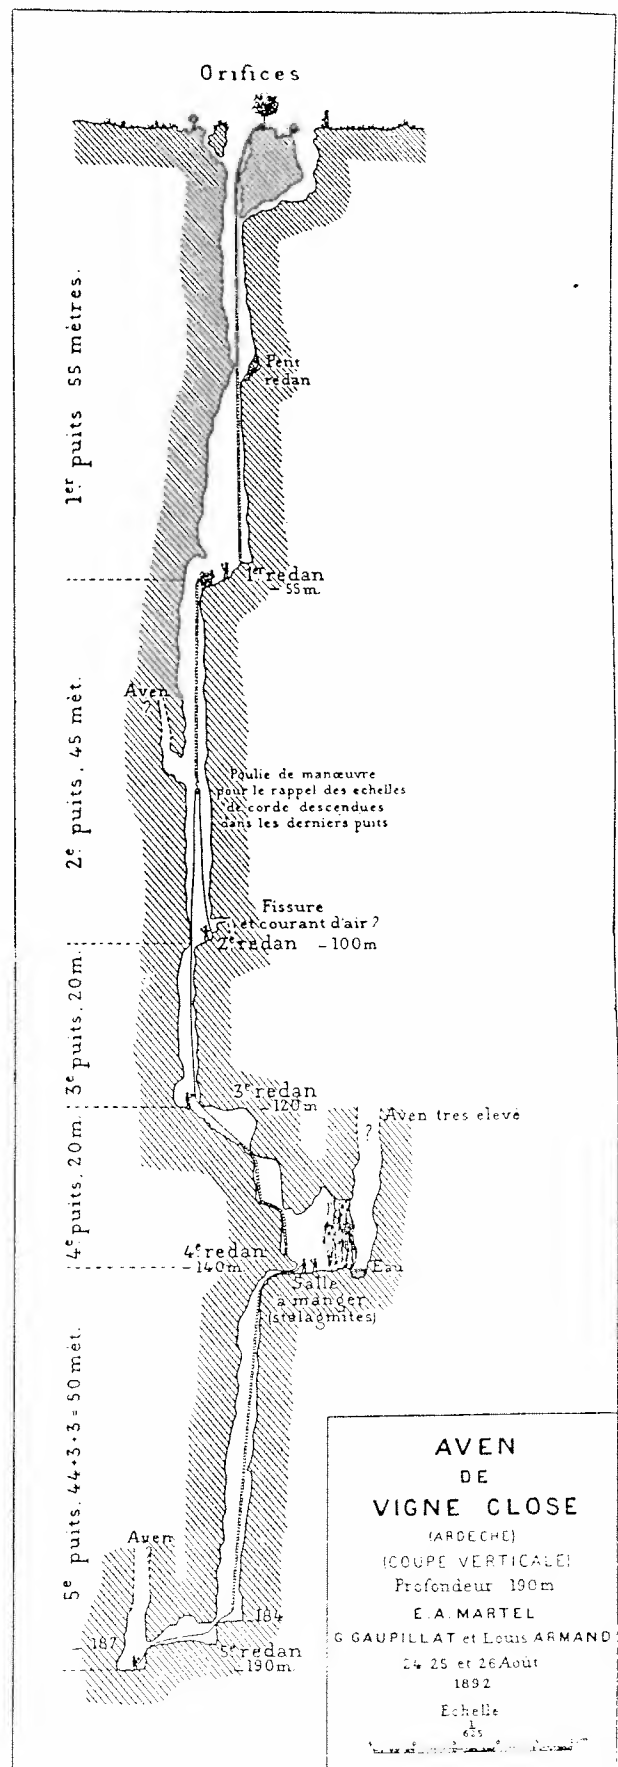 Orifices
1er puits 55 mètres.
Petit
redan
1er redan
- 55m.
Aven
?
2e puits, 45 mèt.
Poulie de manœuvre
pour le rappel des echelles
de corde descendues
dans les derniers puits
Fissure
et courant d'air ?
2e redan - 100m
3e puits, 20m.
3e redan
- 120m
Aven tres elevé
?
4e puits, 20m.
4e redan
- 140m.
Eau
Salle
à manger
(stalagmites)
5e puits, 44+3+3=50mèt.
Aven
184
187
5e redan
- 190m.
AVEN
DE
VIGNE CLOSE
(ARDECHE)
(COUPE VERTICALE)
Profondeur 190m
E.A. MARTEL
G GAUPILLAT et Louis ARMAND
24 25 et 26 Août
1892
Echelle
1
625